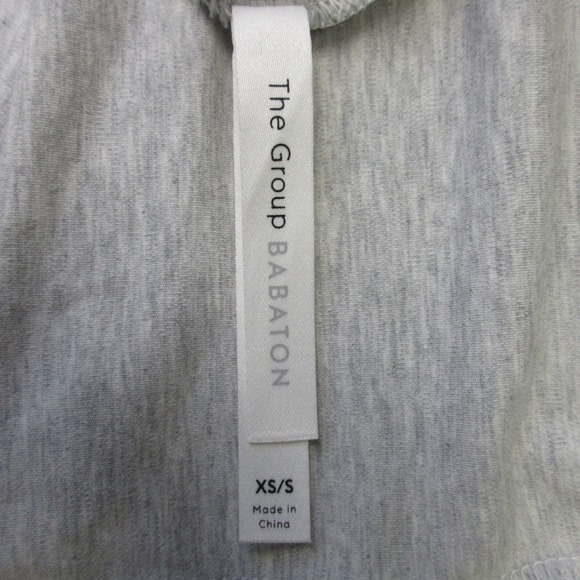 The Group BABATON
XS/S
Made in
China